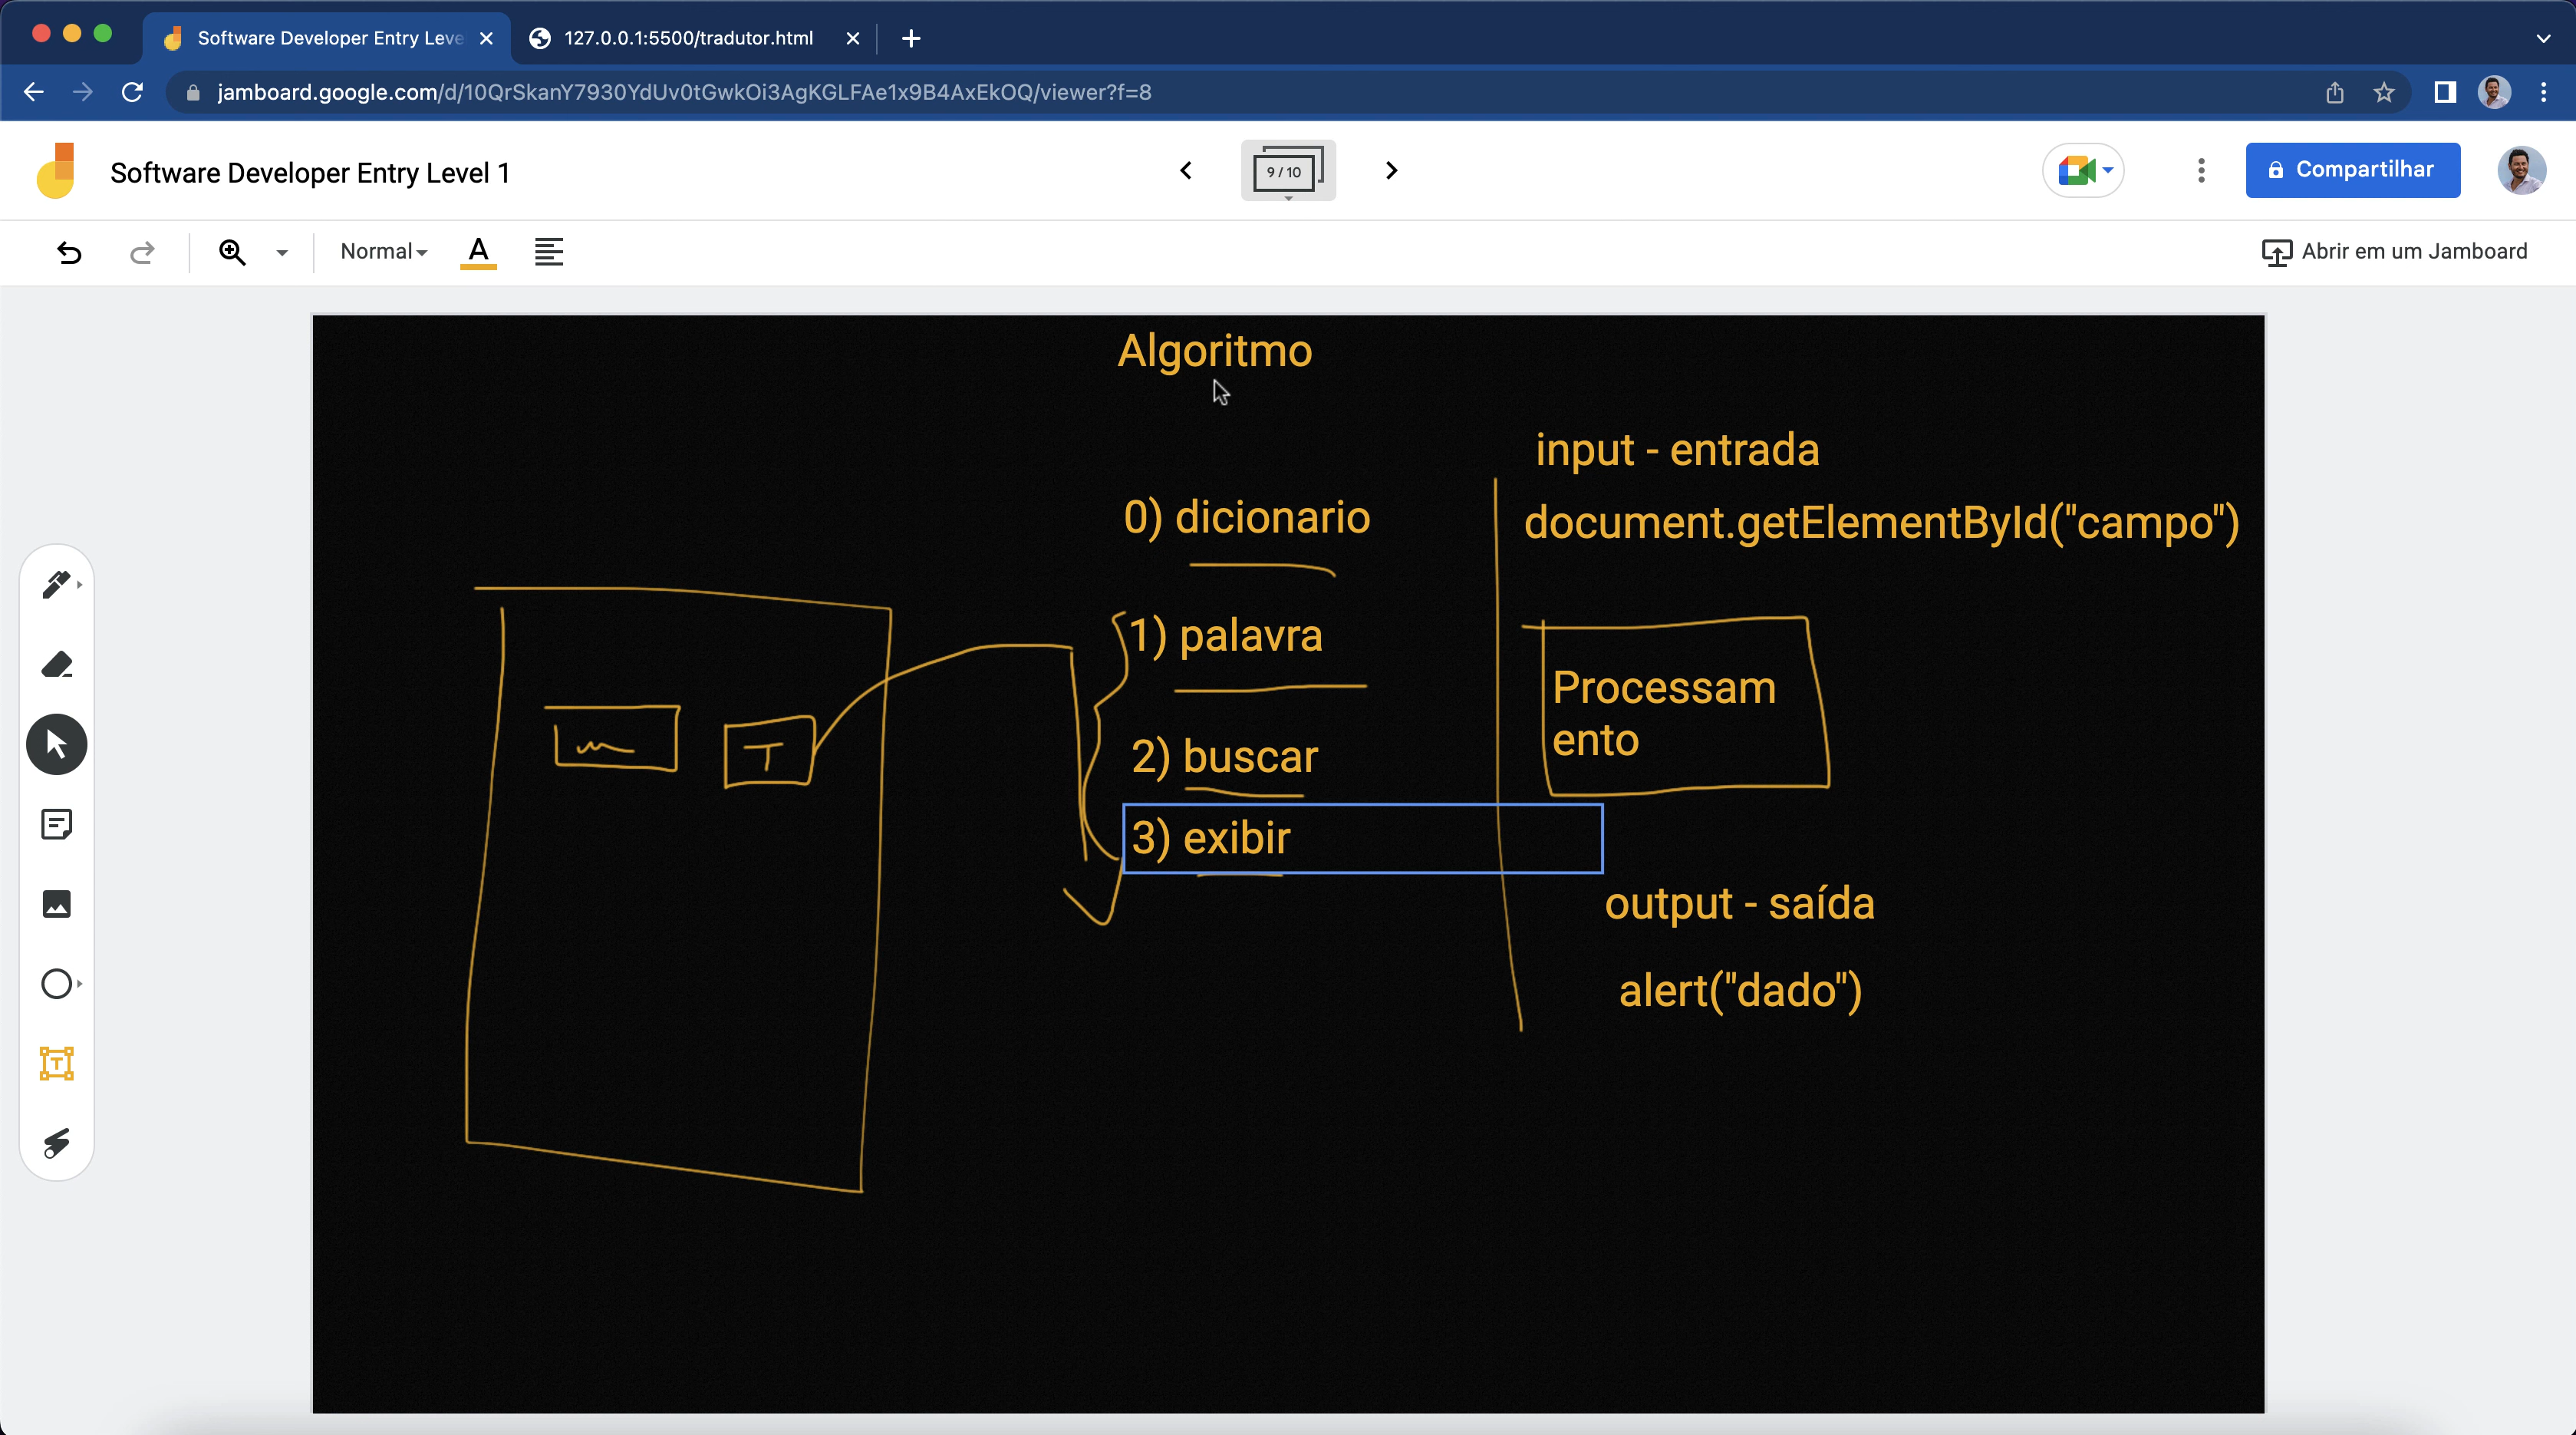 Software Developer Entry Leve
127.0.0.1:5500/tradutor.html
jamboard.google.com/d/10QrSkanY7930YdUv0tGwkOi3AgKGLFAe1x9B4AxEkOQ/viewer?f=8
Software Developer Entry Level 1
9 / 10
Compartilhar
Normal
A
Abrir em um Jamboard
Algoritmo
0) dicionario
1) palavra
2) buscar
3) exibir
T
input - entrada
document.getElementById("campo")
Processam
ento
output - saída
alert("dado")